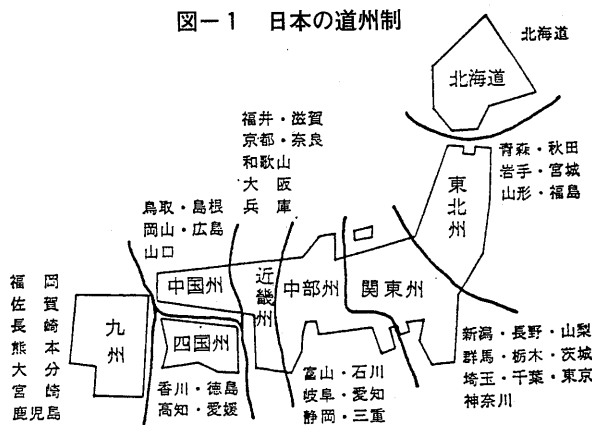 図－1　日本の道州制
北海道
北海道
青森・秋田
岩手・宮城
山形・福島
東北州
福井・滋賀
京都・奈良
和歌山
大　阪
兵　庫
鳥取・島根
岡山・広島
山口
中国州
近畿州
中部州
関東州
福　岡
佐　賀
長　崎
熊　本
大　分
宮　崎
鹿児島
九州
四国州
香川・徳島
高知・愛媛
富山・石川
岐阜・愛知
静岡・三重
新潟・長野・山梨
群馬・栃木・茨城
埼玉・千葉・東京
神奈川